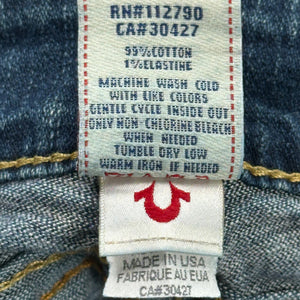 RN#112790
CA#30427
99% COTTON
1% ELASTINE
MACHINE WASH COLD
WITH LIKE COLORS
GENTLE CYCLE INSIDE OUT
ONLY NON-CHLORINE BLEACH
WHEN NEEDED
TUMBLE DRY LOW
WARM IRON IF NEEDED
MADE IN USA
FABRIQUE AU EUA
CA#30427